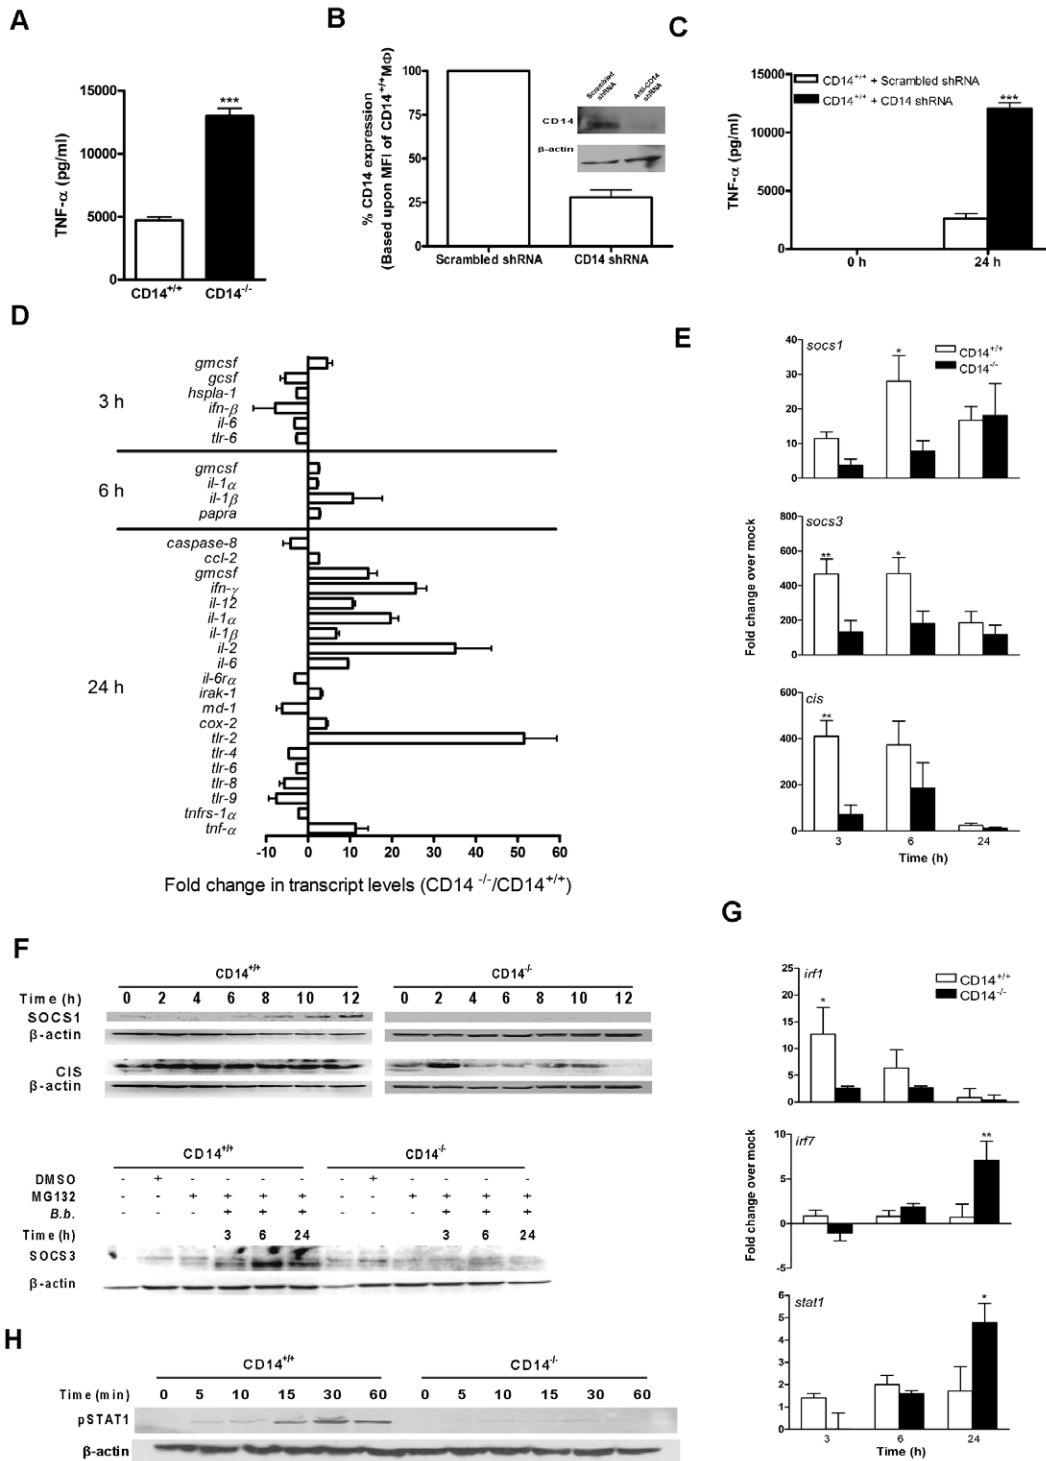 A
TNF-α (pg/ml)
15000
10000
5000
0
***
CD14+/+
CD14-/-
B
% CD14 expression
(Based upon MFI of CD14+/+MΦ)
100
75
50
25
0
Scrambled shRNA
Anti-CD14 shRNA
CD14
β-actin
Scrambled shRNA
CD14 shRNA
C
TNF-α (pg/ml)
15000
10000
5000
0
CD14+/+ + Scrambled shRNA
CD14+/+ + CD14 shRNA
***
0 h
24 h
D
3 h
gmcsf
gcsf
hspla-1
ifn-β
il-6
tlr-6
6 h
gmcsf
il-1α
il-1β
papra
24 h
caspase-8
ccl-2
gmcsf
ifn-γ
il-12
il-1α
il-1β
il-2
il-6
il-6rα
irak-1
md-1
cox-2
tlr-2
tlr-4
tlr-6
tlr-8
tlr-9
tnfrs-1α
tnf-α
-10 0 10 20 30 40 50 60
Fold change in transcript levels (CD14 -/-/CD14+/+)
E
socs1
CD14+/+
CD14-/-
40
30
20
10
0
*
socs3
800
600
400
200
0
**
*
Fold change over mock
cis
600
400
200
0
**
3 6 24
Time (h)
F
CD14+/+
CD14-/-
Time (h) 0 2 4 6 8 10 12 0 2 4 6 8 10 12
SOCS1
β-actin
CIS
β-actin
CD14+/+
CD14-/-
DMSO - + - - - - - + - - - -
MG132 - - + + + + - - + + + +
B.b. - - - + + + - - - + + +
Time (h) 3 6 24 3 6 24
SOCS3
β-actin
G
irf1
CD14+/+
CD14-/-
25
20
15
10
5
0
*
irf7
10
5
0
-5
**
Fold change over mock
stat1
6
5
4
3
2
1
0
*
3 6 24
Time (h)
H
CD14+/+
CD14-/-
Time (min) 0 5 10 15 30 60 0 5 10 15 30 60
pSTAT1
β-actin